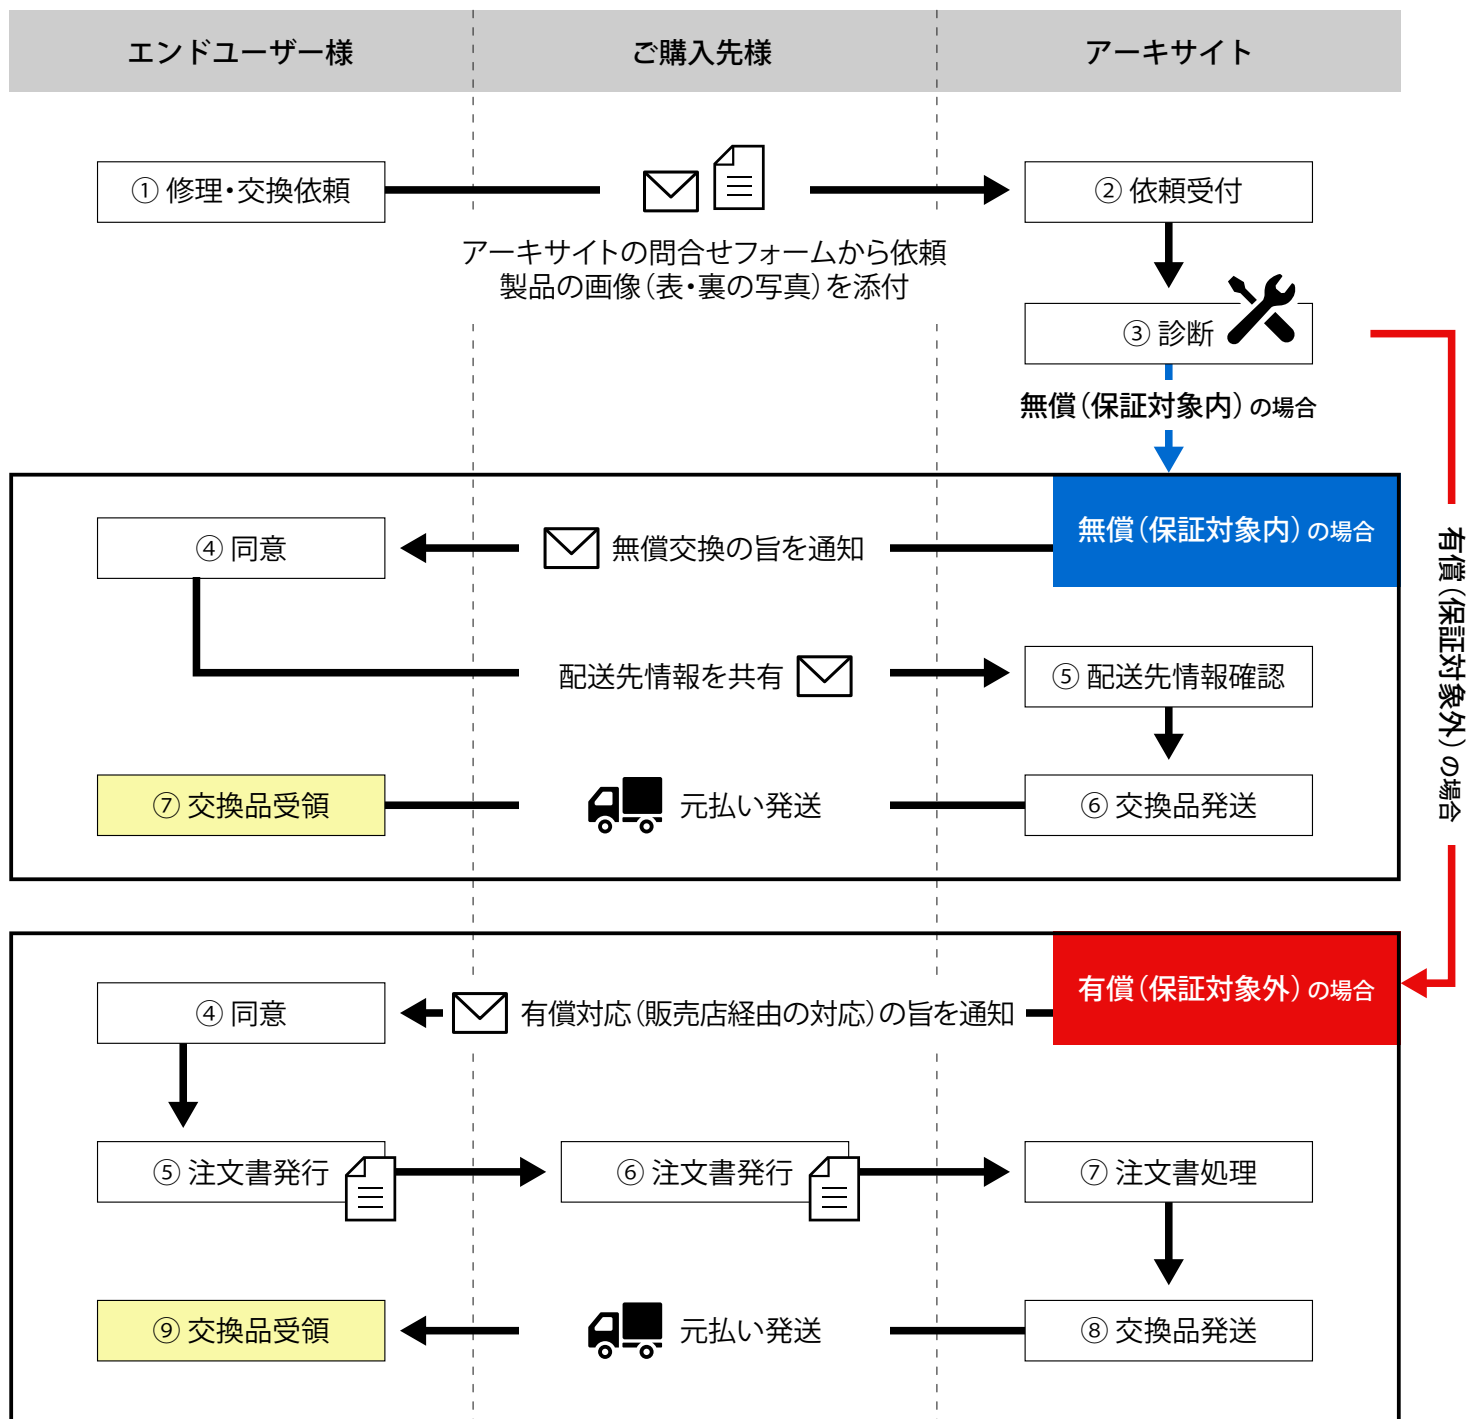 エンドユーザー様
ご購入先様
アーキサイト
① 修理・交換依頼
② 依頼受付
アーキサイトの問合せフォームから依頼
製品の画像（表・裏の写真）を添付
③ 診断
無償（保証対象内）の場合
無償（保証対象内）の場合
④ 同意
無償交換の旨を通知
有償（保証対象外）の場合
配送先情報を共有
⑤ 配送先情報確認
⑦ 交換品受領
元払い発送
⑥ 交換品発送
有償（保証対象外）の場合
④ 同意
有償対応（販売店経由の対応）の旨を通知
⑤ 注文書発行
⑥ 注文書発行
⑦ 注文書処理
⑨ 交換品受領
元払い発送
⑧ 交換品発送